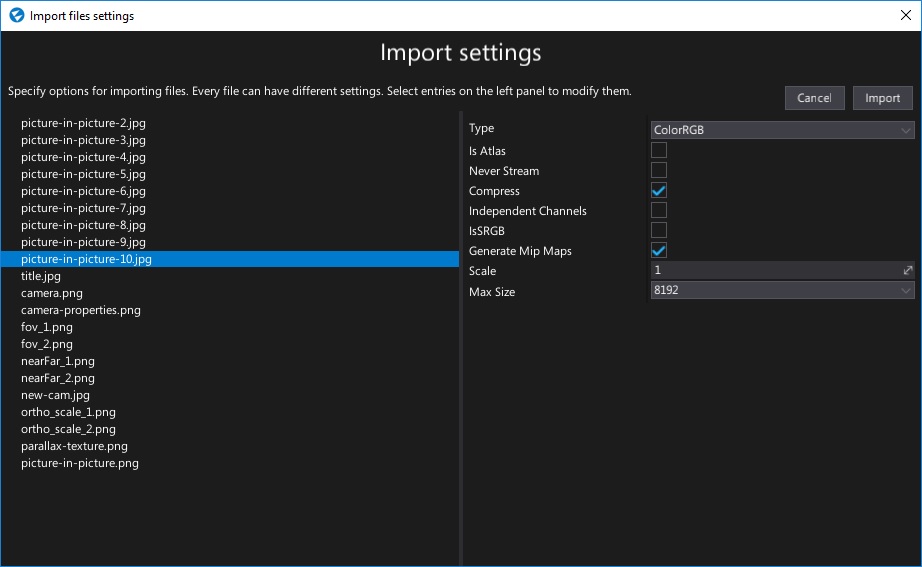 Import files settings
Import settings
Specify options for importing files. Every file can have different settings. Select entries on the left panel to modify them.
Cancel
Import
picture-in-picture-2.jpg
picture-in-picture-3.jpg
picture-in-picture-4.jpg
picture-in-picture-5.jpg
picture-in-picture-6.jpg
picture-in-picture-7.jpg
picture-in-picture-8.jpg
picture-in-picture-9.jpg
picture-in-picture-10.jpg
title.jpg
camera.png
camera-properties.png
fov_1.png
fov_2.png
nearFar_1.png
nearFar_2.png
new-cam.jpg
ortho_scale_1.png
ortho_scale_2.png
parallax-texture.png
picture-in-picture.png
Type ColorRGB
Is Atlas
Never Stream
Compress
Independent Channels
IsSRGB
Generate Mip Maps
Scale 1
Max Size 8192